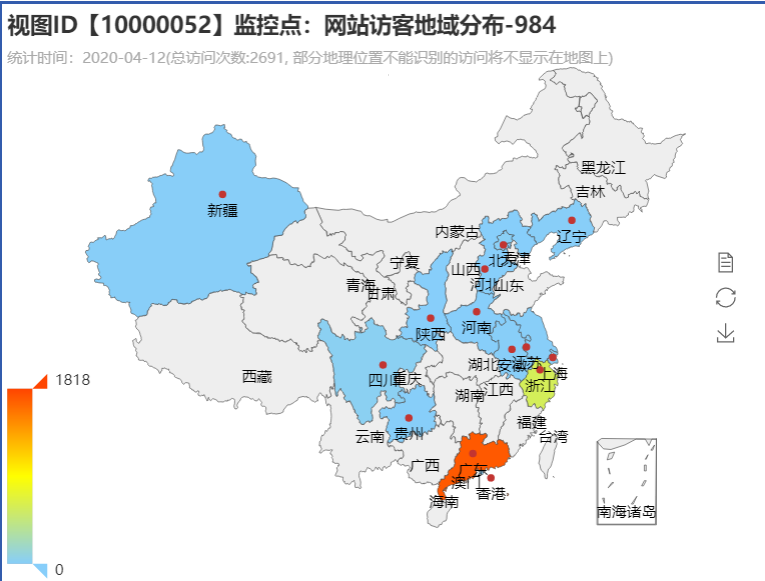 视图ID【10000052】监控点：网站访客地域分布-984
统计时间：2020-04-12(总访问次数:2691, 部分地理位置不能识别的访问将不显示在地图上)
黑龙江
吉林
新疆
内蒙古
辽宁
北京
天津
宁夏
山西
青海
甘肃
河北
山东
陕西
河南
湖北
安徽
江苏
上海
1818
西藏
四川
重庆
浙江
湖南
江西
福建
云南
贵州
台湾
广西
广东
澳门
香港
海南
南海诸岛
0